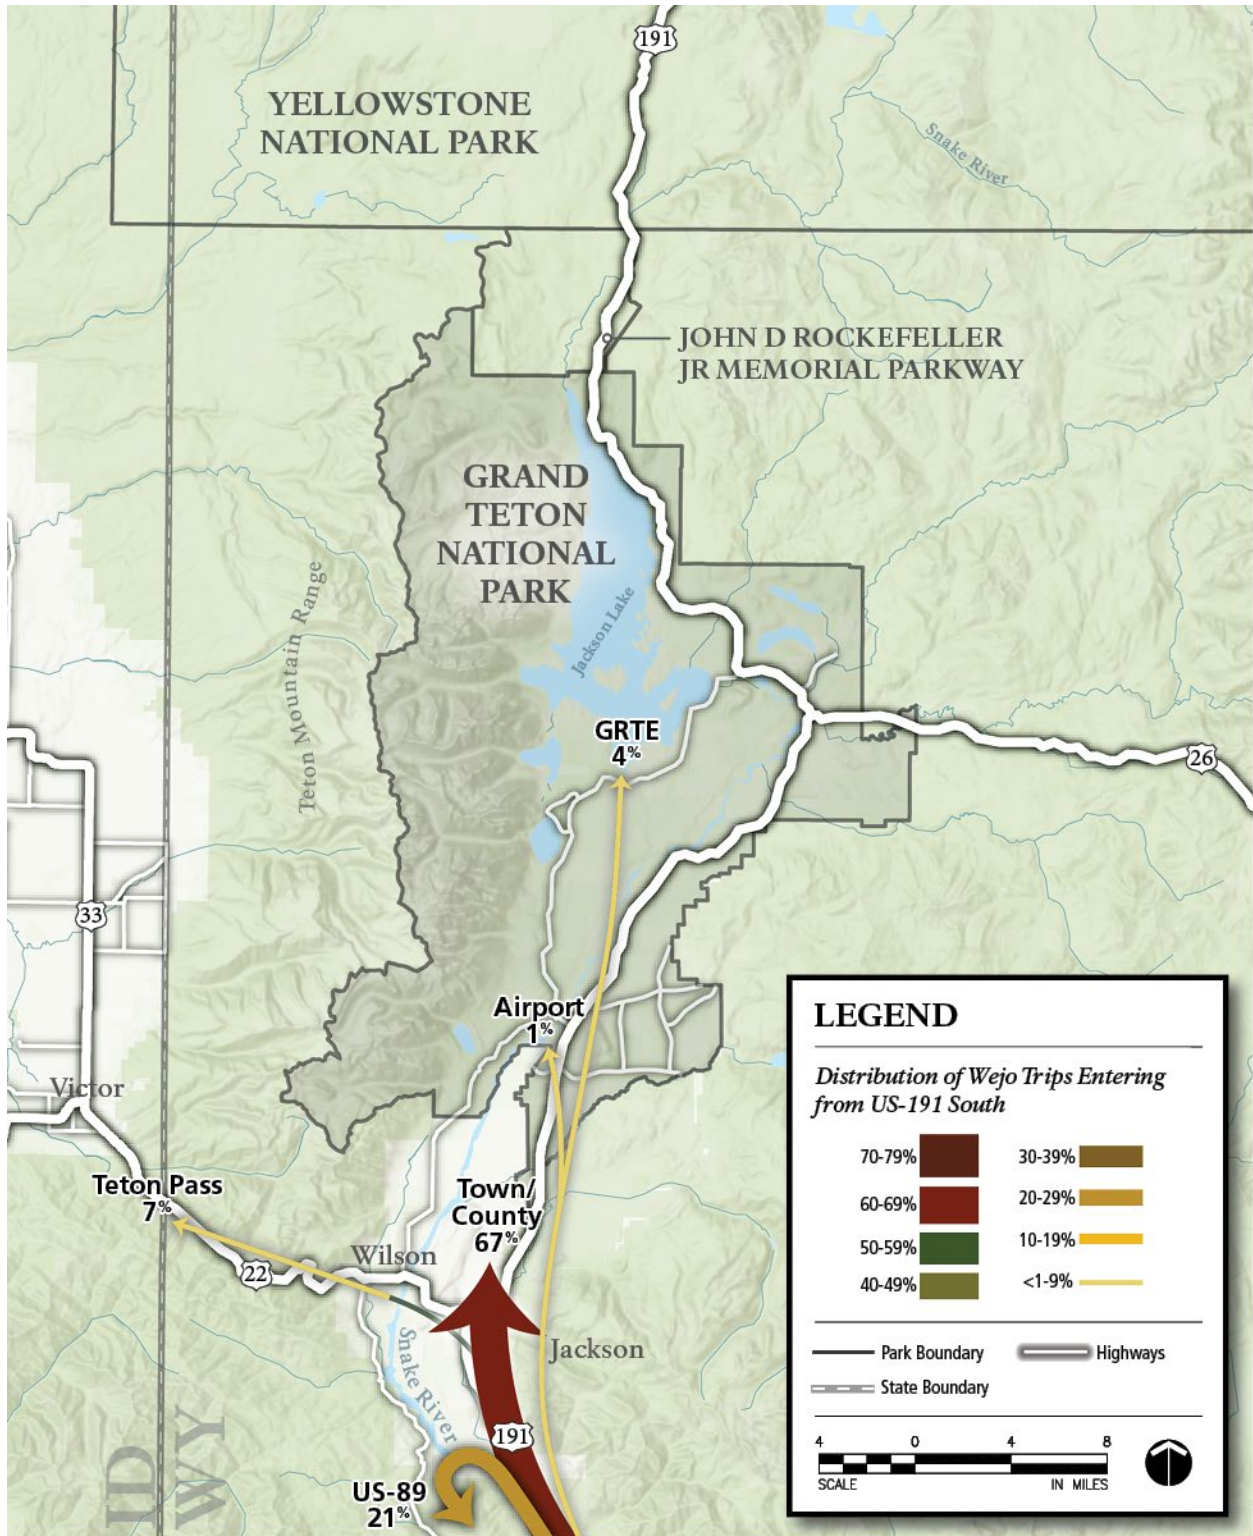 191
YELLOWSTONE
NATIONAL PARK
Snake River
JOHN D ROCKEFELLER
JR MEMORIAL PARKWAY
GRAND
TETON
NATIONAL
PARK
Jackson Lake
Teton Mountain Range
GRTE
4%
26
33
Airport
1%
Victor
Teton Pass
7%
Town/
County
67%
Wilson
22
Jackson
Snake River
191
US-89
21%
ID
WY
LEGEND
Distribution of Wejo Trips Entering
from US-191 South
70-79%
60-69%
50-59%
40-49%
30-39%
20-29%
10-19%
<1-9%
Park Boundary
Highways
State Boundary
4 0 4 8
SCALE IN MILES